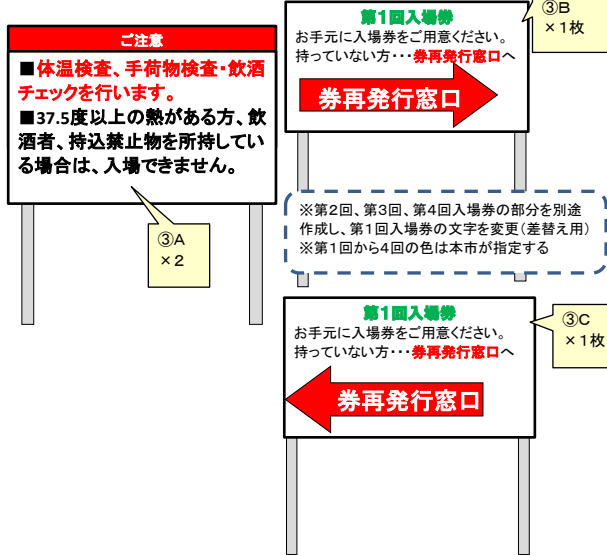 ご注意
■体温検査、手荷物検査・飲酒
チェックを行います。
■37.5度以上の熱がある方、飲
酒者、持込禁止物を所持してい
る場合は、入場できません。
③A
×2
第1回入場券
お手元に入場券をご用意ください。
持っていない方・・・券再発行窓口へ
券再発行窓口
③B
×1枚
※第2回、第3回、第4回入場券の部分を別途
作成し、第1回入場券の文字を変更(差替え用)
※第1回から4回の色は本市が指定する
第1回入場券
お手元に入場券をご用意ください。
持っていない方・・・券再発行窓口へ
券再発行窓口
③C
×1枚